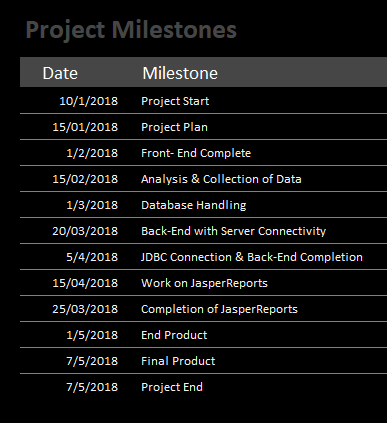 Project Milestones
Date Milestone
10/1/2018 Project Start
15/01/2018 Project Plan
1/2/2018 Front- End Complete
15/02/2018 Analysis & Collection of Data
1/3/2018 Database Handling
20/03/2018 Back-End with Server Connectivity
5/4/2018 JDBC Connection & Back-End Completion
15/04/2018 Work on JasperReports
25/03/2018 Completion of JasperReports
1/5/2018 End Product
7/5/2018 Final Product
7/5/2018 Project End